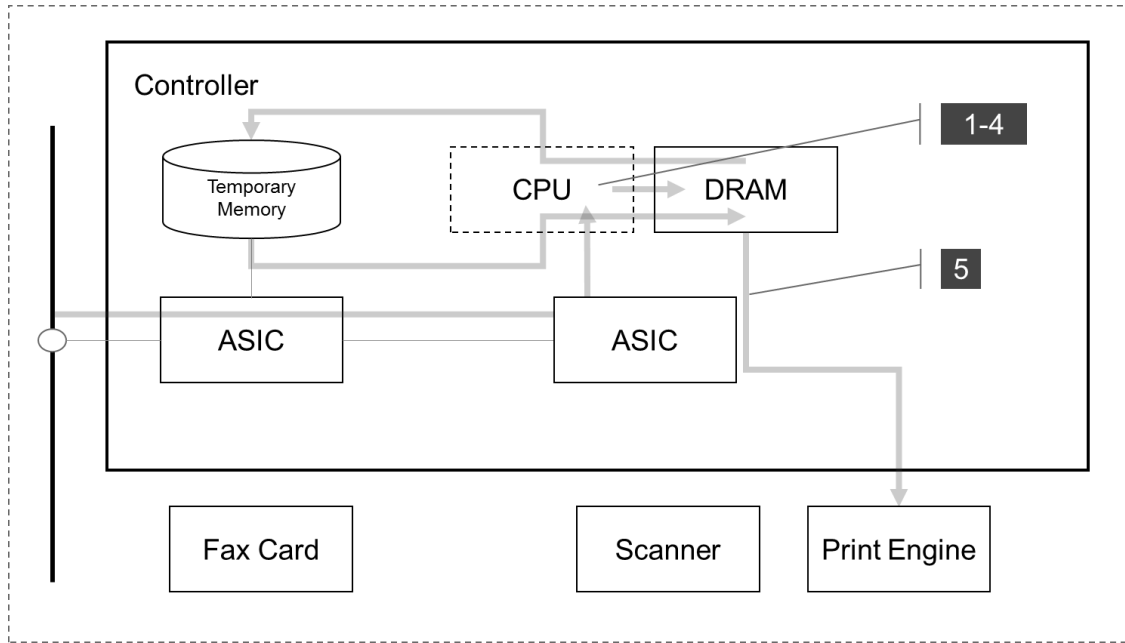 Controller
1-4
Temporary
Memory
CPU
DRAM
5
ASIC
ASIC
Fax Card
Scanner
Print Engine